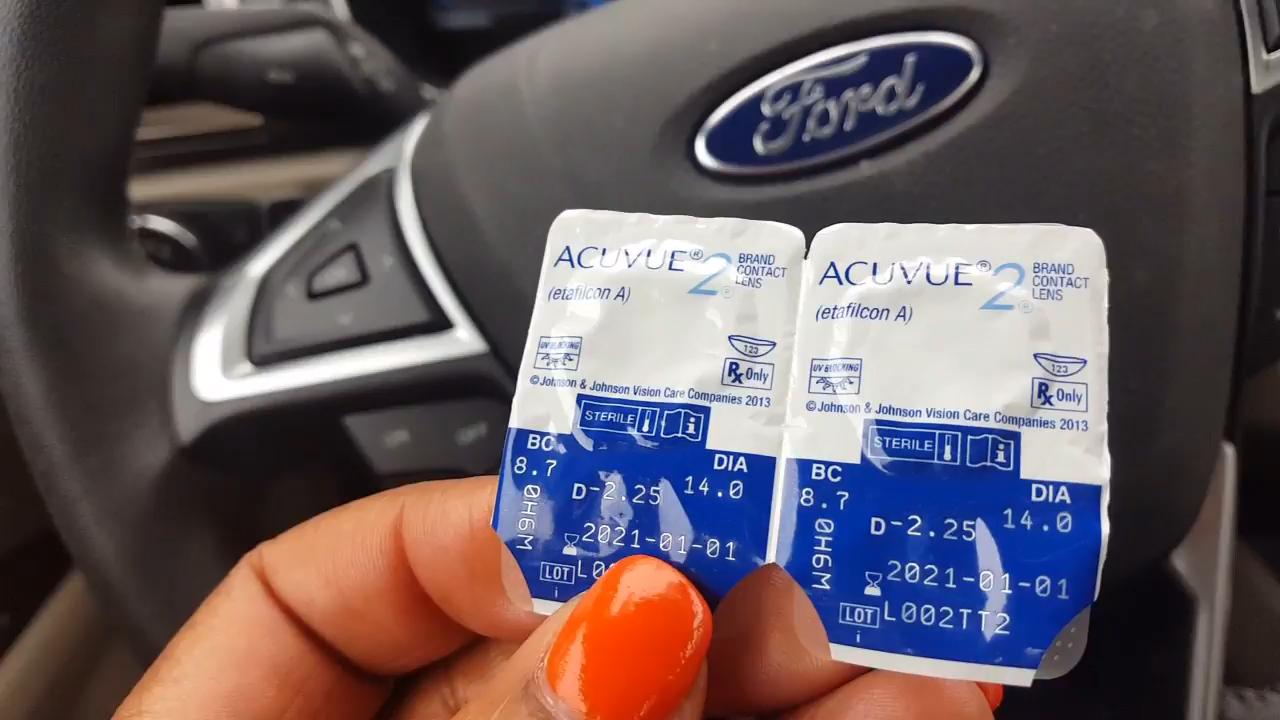 Ford
ACUVUE® 2®
BRAND
CONTACT
LENS
(etafilcon A)
UV BLOCKING
123
Rx Only
© Johnson & Johnson Vision Care Companies 2013
STERILE
BC
8.7
DIA
14.0
D-2.25
0H6M
2021-01-01
LOT L0
ACUVUE® 2®
BRAND
CONTACT
LENS
(etafilcon A)
UV BLOCKING
123
Rx Only
© Johnson & Johnson Vision Care Companies 2013
STERILE
BC
8.7
DIA
14.0
D-2.25
0H6M
2021-01-01
LOT L002TT2
i
ON
OFF